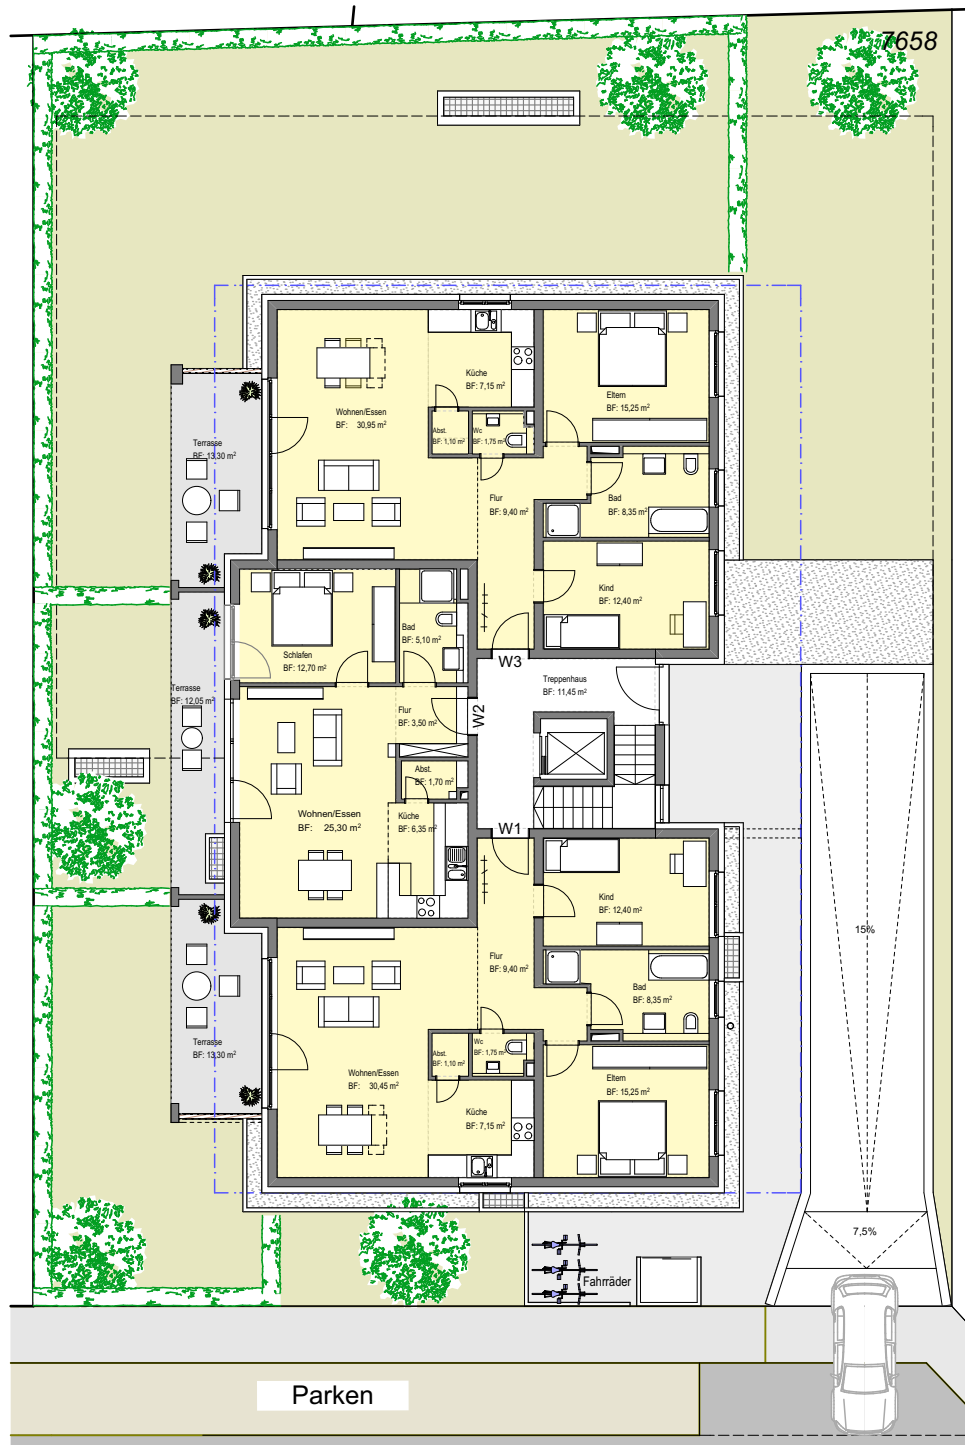 7658
Küche
BF: 7,15 m²
Wohnen/Essen
BF: 30,95 m²
Eltern
BF: 15,25 m²
Abst.
BF: 1,10 m²
Wc
BF: 1,75 m²
Terrasse
BF: 13,30 m²
Flur
BF: 9,40 m²
Bad
BF: 8,35 m²
Kind
BF: 12,40 m²
Bad
BF: 5,10 m²
Schlafen
BF: 12,70 m²
W3
Treppenhaus
BF: 11,45 m²
Terrasse
BF: 12,05 m²
Flur
BF: 3,50 m²
W2
Abst.
BF: 1,70 m²
Wohnen/Essen
BF: 25,30 m²
Küche
BF: 6,35 m²
W1
Kind
BF: 12,40 m²
15%
Flur
BF: 9,40 m²
Bad
BF: 8,35 m²
Terrasse
BF: 13,30 m²
Wc
BF: 1,75 m²
Abst.
BF: 1,10 m²
Wohnen/Essen
BF: 30,45 m²
Eltern
BF: 15,25 m²
Küche
BF: 7,15 m²
7,5%
Fahrräder
Parken